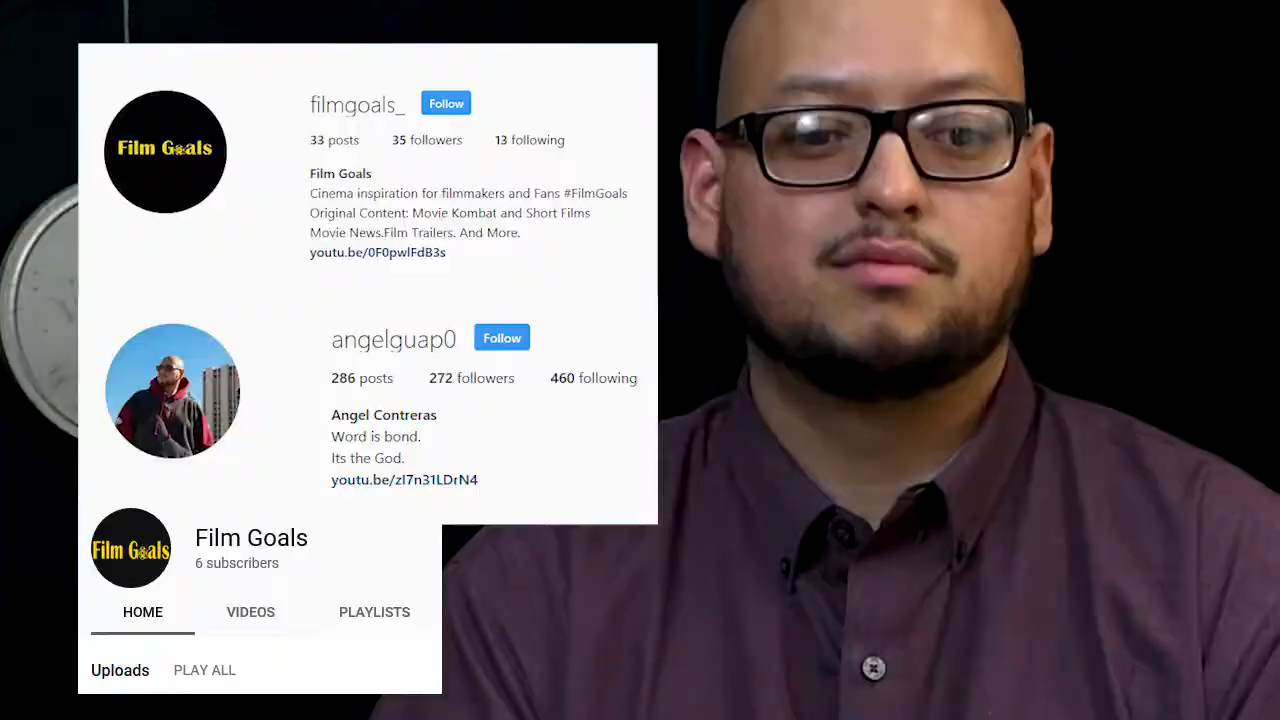 Film Goals
filmgoals_ Follow
33 posts 35 followers 13 following
Film Goals
Cinema inspiration for filmmakers and Fans #FilmGoals
Original Content: Movie Kombat and Short Films
Movie News.Film Trailers. And More.
youtu.be/0F0pwlFdB3s
angelguap0 Follow
286 posts 272 followers 460 following
Angel Contreras
Word is bond.
Its the God.
youtu.be/zI7n31LDrN4
Film Goals
Film Goals
6 subscribers
HOME VIDEOS PLAYLISTS
Uploads PLAY ALL